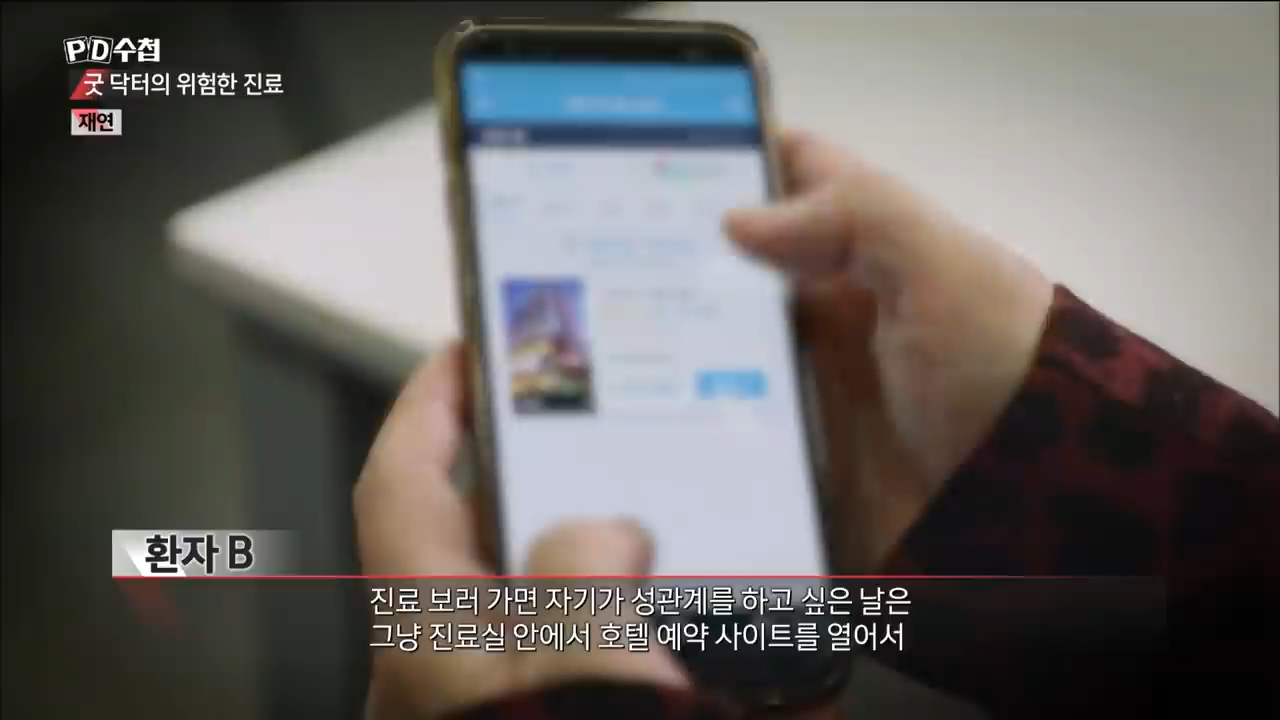 PD수첩
굿 닥터의 위험한 진료
재연
환자 B
진료 보러 가면 자기가 성관계를 하고 싶은 날은
그냥 진료실 안에서 호텔 예약 사이트를 열어서